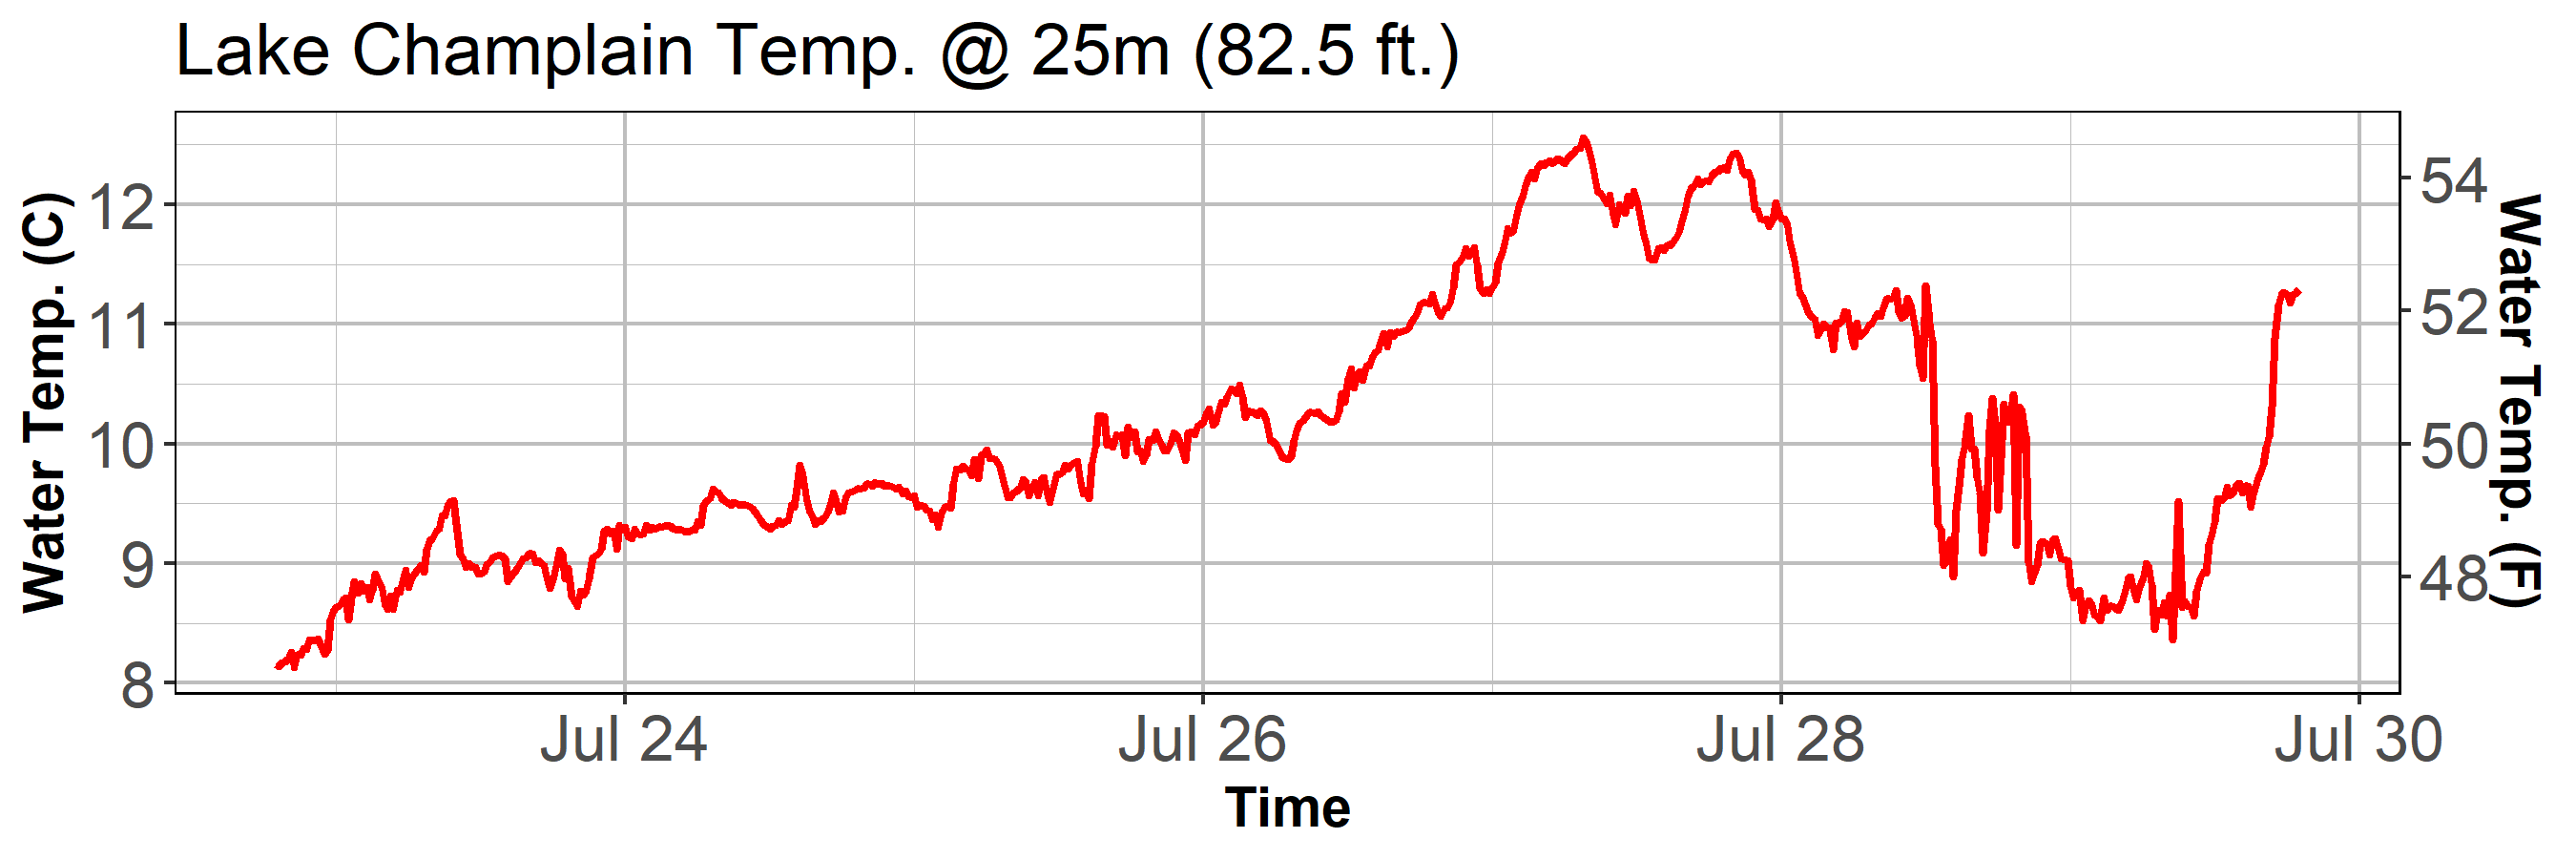 Lake Champlain Temp. @ 25m (82.5 ft.)
Water Temp. (C)
12
11
10
9
8
54
52
50
48
Water Temp. (F)
Jul 24
Jul 26
Jul 28
Jul 30
Time